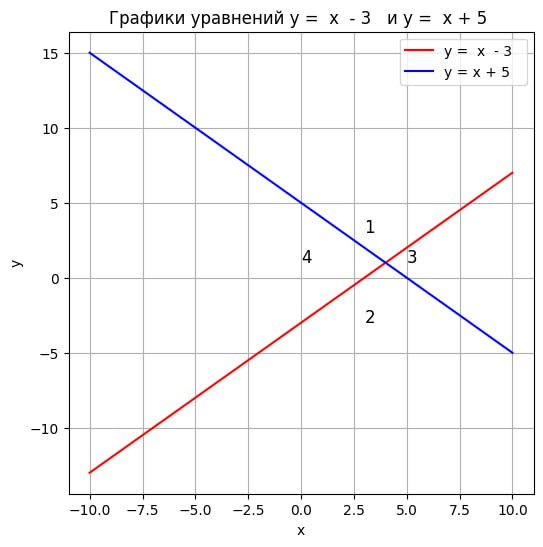 Графики уравнений y =  x  - 3   и y =  x + 5
y =  x  - 3
y = x + 5
15
10
5
0
−5
−10
y
1
4
3
2
−10.0 −7.5 −5.0 −2.5 0.0 2.5 5.0 7.5 10.0
x